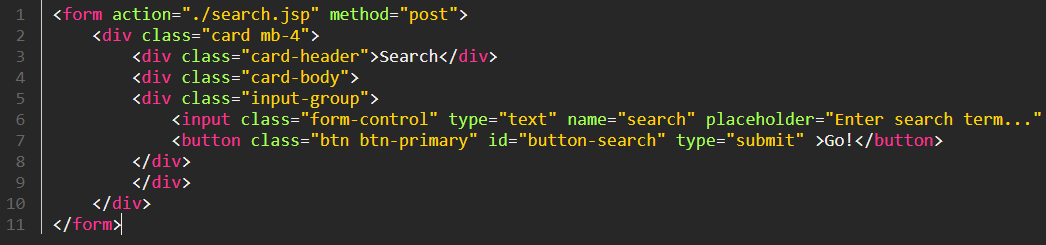 1 <form action="./search.jsp" method="post">
2     <div class="card mb-4">
3         <div class="card-header">Search</div>
4         <div class="card-body">
5         <div class="input-group">
6             <input class="form-control" type="text" name="search" placeholder="Enter search term..."
7             <button class="btn btn-primary" id="button-search" type="submit" >Go!</button>
8         </div>
9         </div>
10     </div>
11 </form>